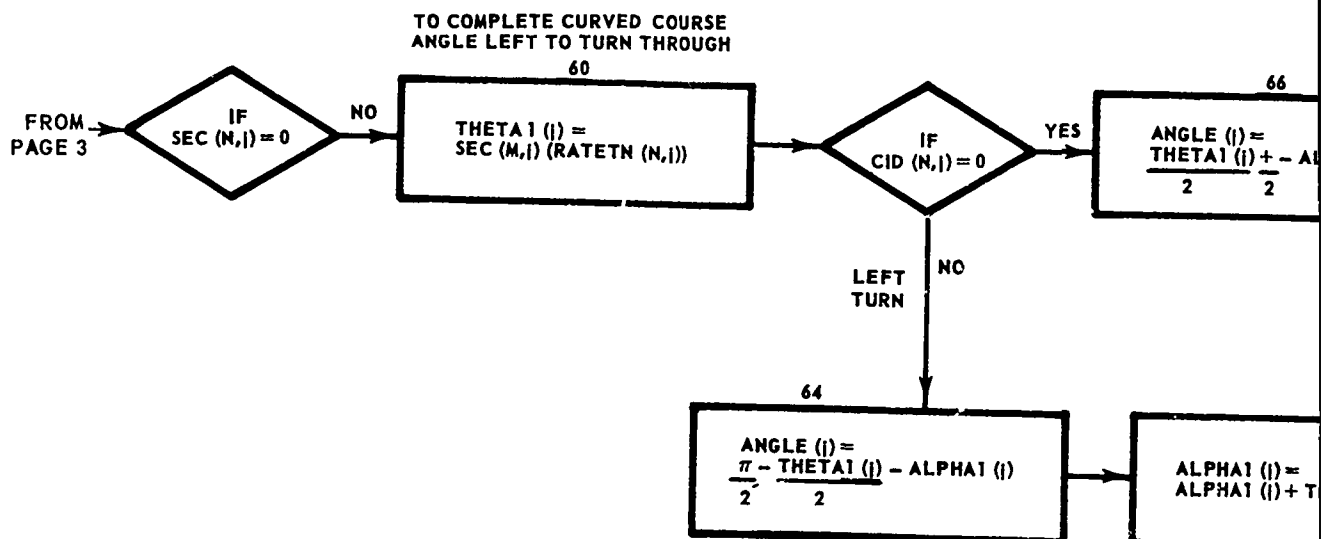 TO COMPLETE CURVED COURSE
ANGLE LEFT TO TURN THROUGH
60
66
FROM
PAGE 3
IF
SEC (N,j) = 0
NO
THETA1 (j) =
SEC (M,j) (RATETN (N,j))
IF
CID (N,j) = 0
YES
ANGLE (j) =
THETA1 (j) + - AL
2 2
LEFT
TURN
NO
64
ANGLE (j) =
π - THETA1 (j) - ALPHA1 (j)
2 2
ALPHA1 (j) =
ALPHA1 (j) + T